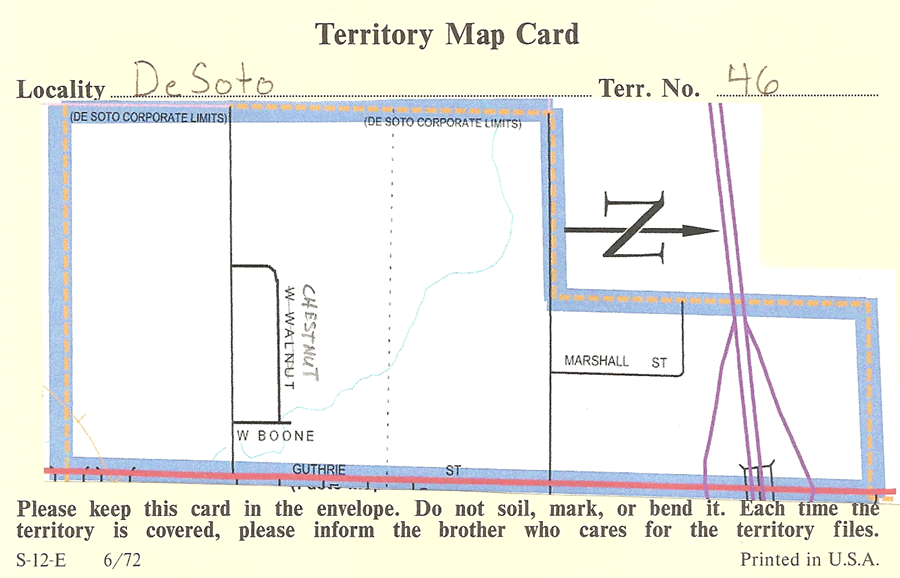 Territory Map Card
Locality DeSoto Terr. No. 46
(DE SOTO CORPORATE LIMITS)
(DE SOTO CORPORATE LIMITS)
N
CHESTNUT
W WALNUT
MARSHALL ST
W BOONE
GUTHRIE ST
Please keep this card in the envelope. Do not soil, mark, or bend it. Each time the
territory is covered, please inform the brother who cares for the territory files.
S-12-E 6/72 Printed in U.S.A.